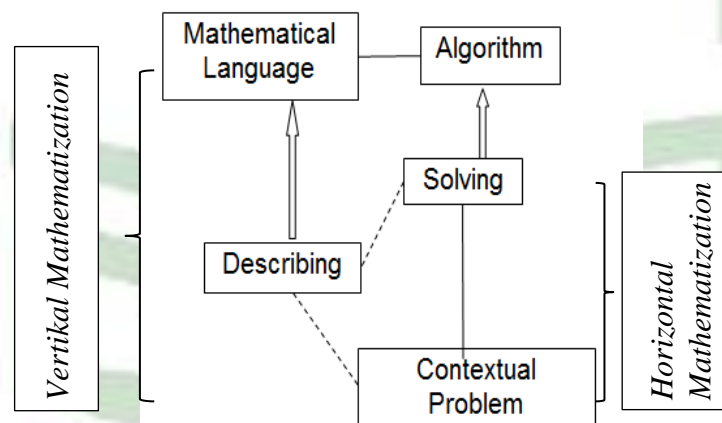 Mathematical
Language
Algorithm
Solving
Describing
Contextual
Problem
Vertikal Mathematization
Horizontal
Mathematization